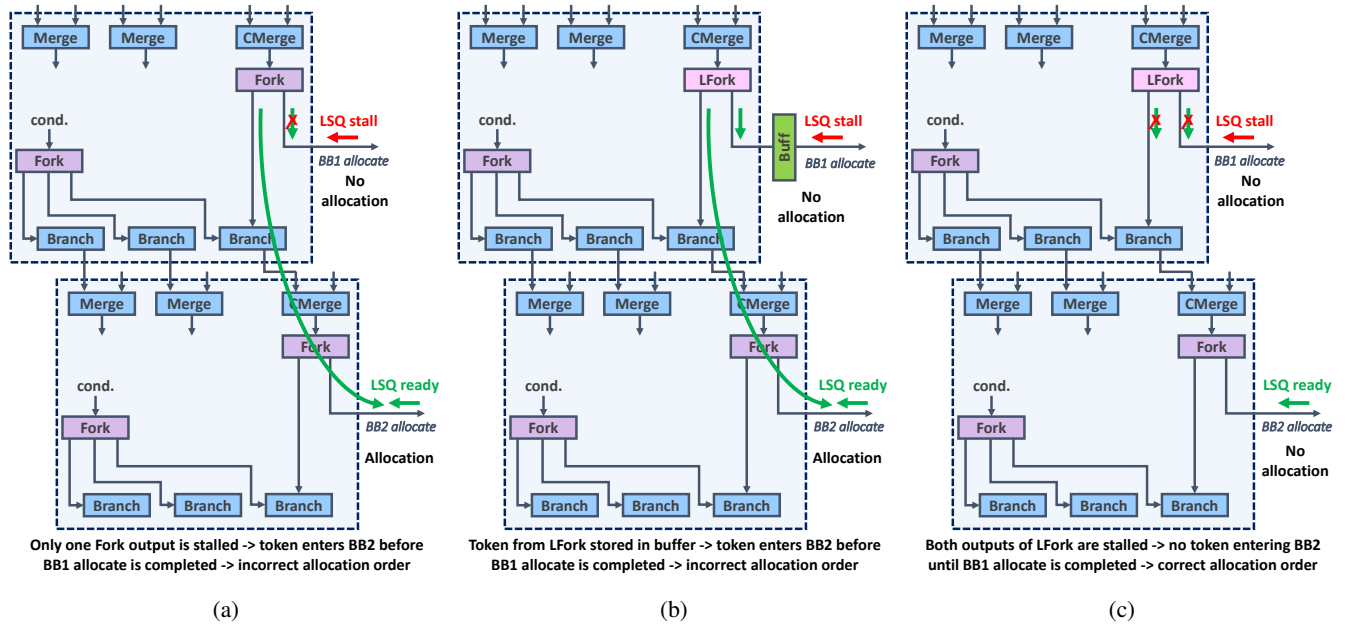 Merge
Merge
CMerge
Fork
LSQ stall
BB1 allocate
No
allocation
cond.
Fork
Branch
Branch
Branch
Merge
Merge
CMerge
Fork
LSQ ready
BB2 allocate
Allocation
cond.
Fork
Branch
Branch
Branch
Only one Fork output is stalled -> token enters BB2 before
BB1 allocate is completed -> incorrect allocation order
(a)
Merge
Merge
CMerge
LFork
Buff
LSQ stall
BB1 allocate
No
allocation
cond.
Fork
Branch
Branch
Branch
Merge
Merge
CMerge
Fork
LSQ ready
BB2 allocate
Allocation
cond.
Fork
Branch
Branch
Branch
Token from LFork stored in buffer -> token enters BB2 before
BB1 allocate is completed -> incorrect allocation order
(b)
Merge
Merge
CMerge
LFork
LSQ stall
BB1 allocate
No
allocation
cond.
Fork
Branch
Branch
Branch
Merge
Merge
CMerge
Fork
LSQ ready
BB2 allocate
No
allocation
cond.
Fork
Branch
Branch
Branch
Both outputs of LFork are stalled -> no token entering BB2
until BB1 allocate is completed -> correct allocation order
(c)